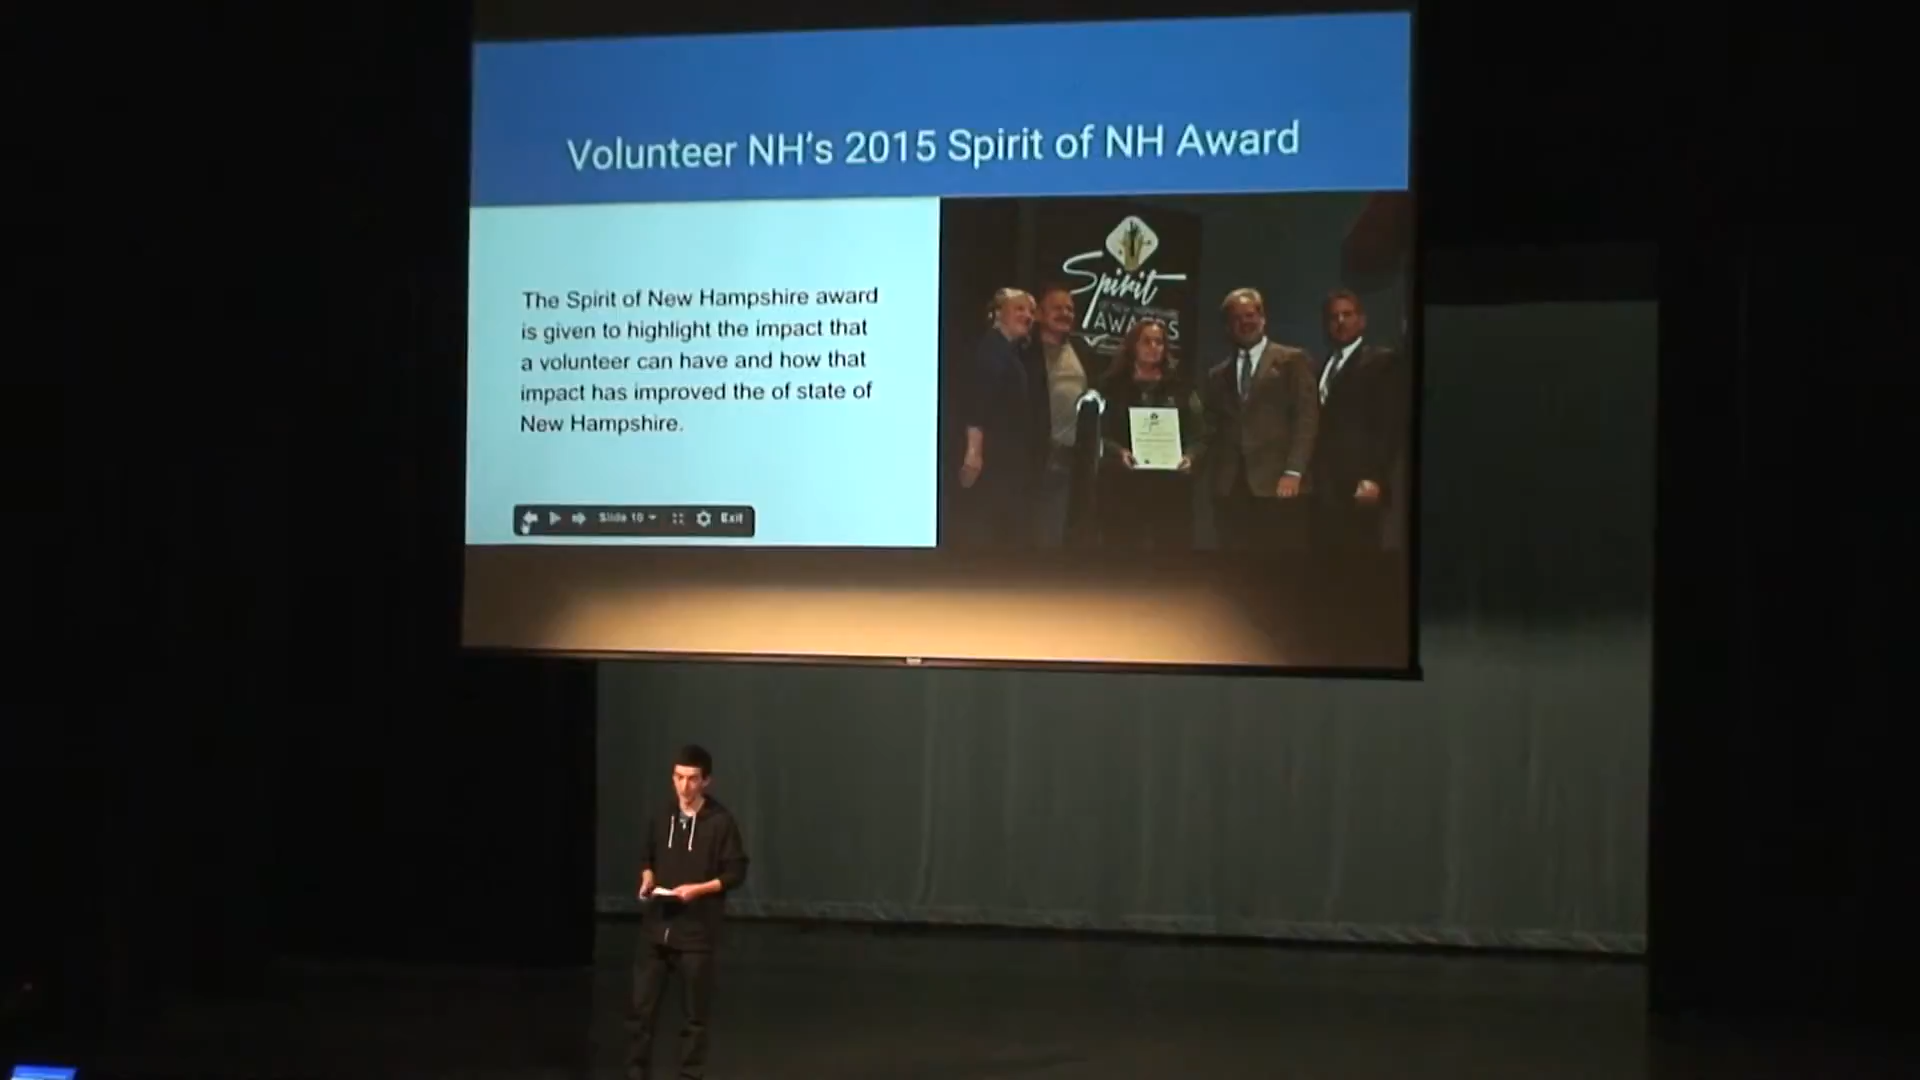 Volunteer NH's 2015 Spirit of NH Award
The Spirit of New Hampshire award
is given to highlight the impact that
a volunteer can have and how that
impact has improved the of state of
New Hampshire.
Spirit
AWARDS
Slide 10
Exit